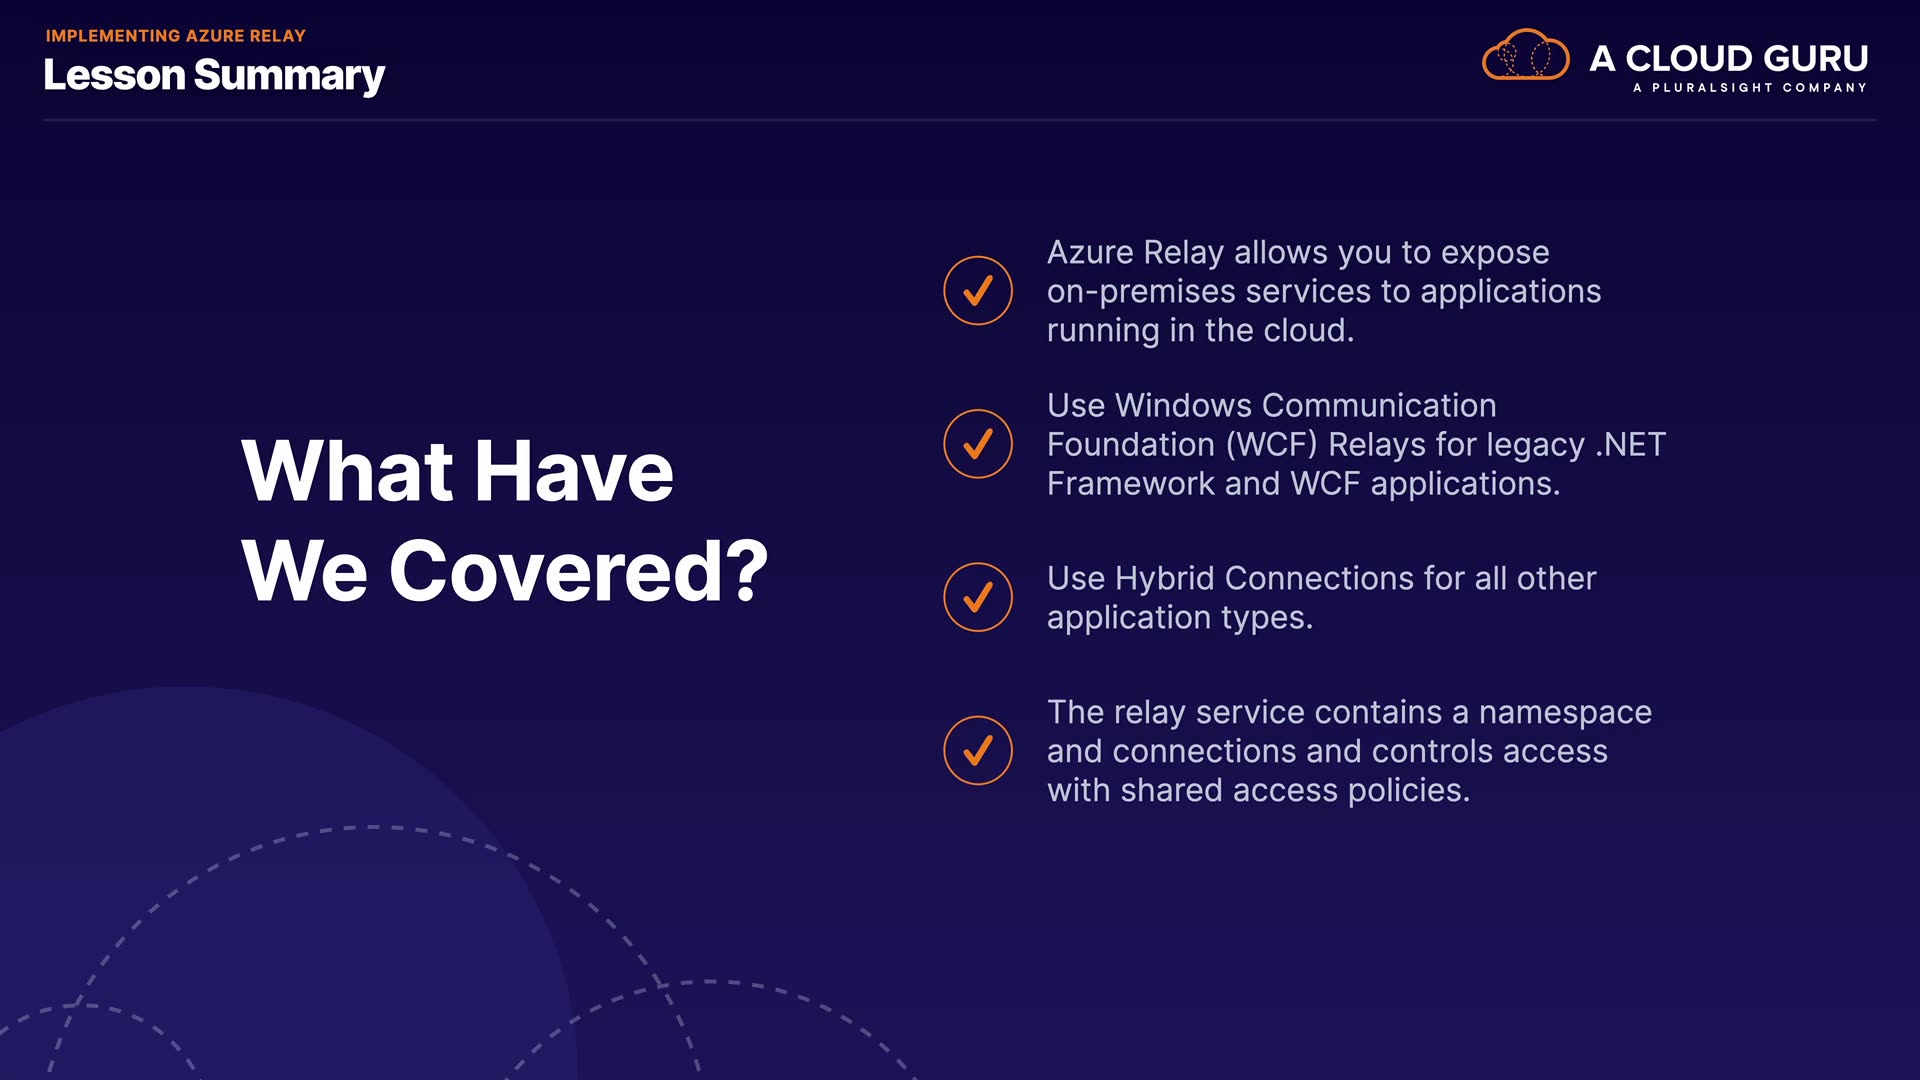 IMPLEMENTING AZURE RELAY
Lesson Summary
A CLOUD GURU
A PLURALSIGHT COMPANY
What Have
We Covered?
Azure Relay allows you to expose
on-premises services to applications
running in the cloud.
Use Windows Communication
Foundation (WCF) Relays for legacy .NET
Framework and WCF applications.
Use Hybrid Connections for all other
application types.
The relay service contains a namespace
and connections and controls access
with shared access policies.